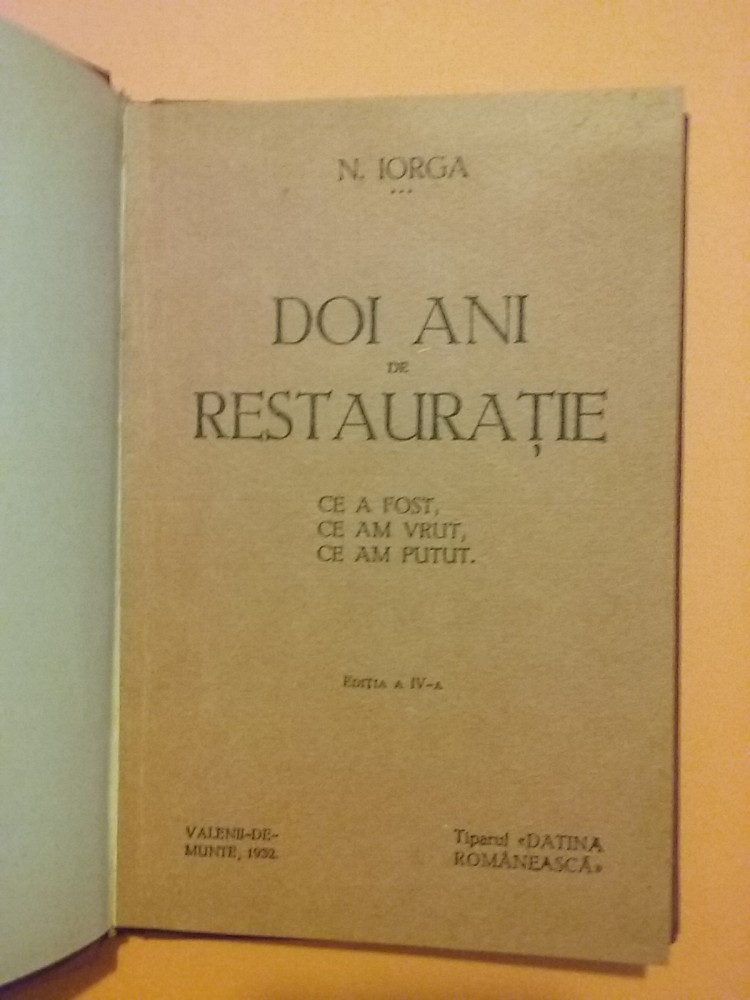 N. IORGA
DOI ANI
DE
RESTAURAȚIE
CE A FOST,
CE AM VRUT,
CE AM PUTUT.
EDIȚIA A IV-A
VALENII-DE-
MUNTE, 1932.
Tiparul «DATINA
ROMÂNEASCĂ»